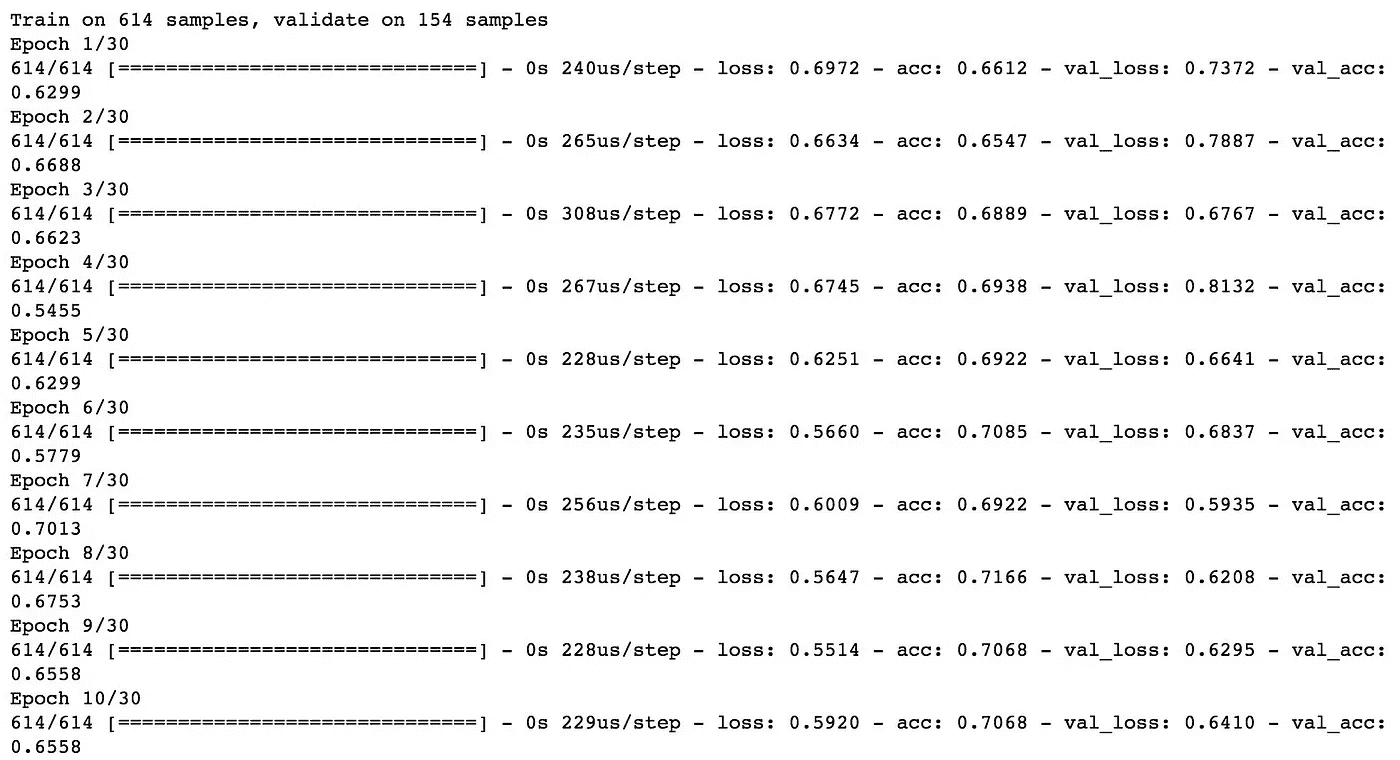 Train on 614 samples, validate on 154 samples
Epoch 1/30
614/614 [==============================] - 0s 240us/step - loss: 0.6972 - acc: 0.6612 - val_loss: 0.7372 - val_acc:
0.6299
Epoch 2/30
614/614 [==============================] - 0s 265us/step - loss: 0.6634 - acc: 0.6547 - val_loss: 0.7887 - val_acc:
0.6688
Epoch 3/30
614/614 [==============================] - 0s 308us/step - loss: 0.6772 - acc: 0.6889 - val_loss: 0.6767 - val_acc:
0.6623
Epoch 4/30
614/614 [==============================] - 0s 267us/step - loss: 0.6745 - acc: 0.6938 - val_loss: 0.8132 - val_acc:
0.5455
Epoch 5/30
614/614 [==============================] - 0s 228us/step - loss: 0.6251 - acc: 0.6922 - val_loss: 0.6641 - val_acc:
0.6299
Epoch 6/30
614/614 [==============================] - 0s 235us/step - loss: 0.5660 - acc: 0.7085 - val_loss: 0.6837 - val_acc:
0.5779
Epoch 7/30
614/614 [==============================] - 0s 256us/step - loss: 0.6009 - acc: 0.6922 - val_loss: 0.5935 - val_acc:
0.7013
Epoch 8/30
614/614 [==============================] - 0s 238us/step - loss: 0.5647 - acc: 0.7166 - val_loss: 0.6208 - val_acc:
0.6753
Epoch 9/30
614/614 [==============================] - 0s 228us/step - loss: 0.5514 - acc: 0.7068 - val_loss: 0.6295 - val_acc:
0.6558
Epoch 10/30
614/614 [==============================] - 0s 229us/step - loss: 0.5920 - acc: 0.7068 - val_loss: 0.6410 - val_acc:
0.6558